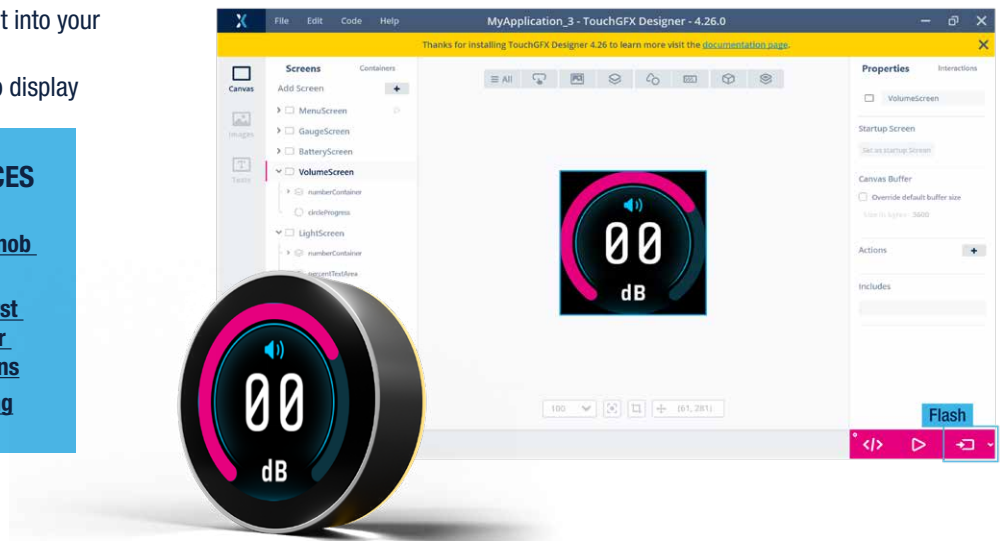 t into your
o display
CES
nob
st
r
ns
g
File Edit Code Help
MyApplication_3 - TouchGFX Designer - 4.26.0
Thanks for installing TouchGFX Designer 4.26 to learn more visit the documentation page.
Canvas
Images
Texts
Screens Containers
Add Screen
MenuScreen
GaugeScreen
BatteryScreen
VolumeScreen
numberContainer
circleProgress
LightScreen
numberContainer
percentTextArea
All
00
dB
100
(61, 281)
Properties Interactions
VolumeScreen
Startup Screen
Set as startup Screen
Canvas Buffer
Override default buffer size
Size in bytes: 3600
Actions
Includes
Flash
00
dB